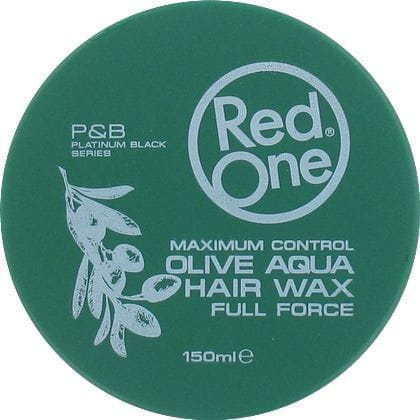 P&B
PLATINUM BLACK
SERIES
Red®
One
MAXIMUM CONTROL
OLIVE AQUA
HAIR WAX
FULL FORCE
150ml℮